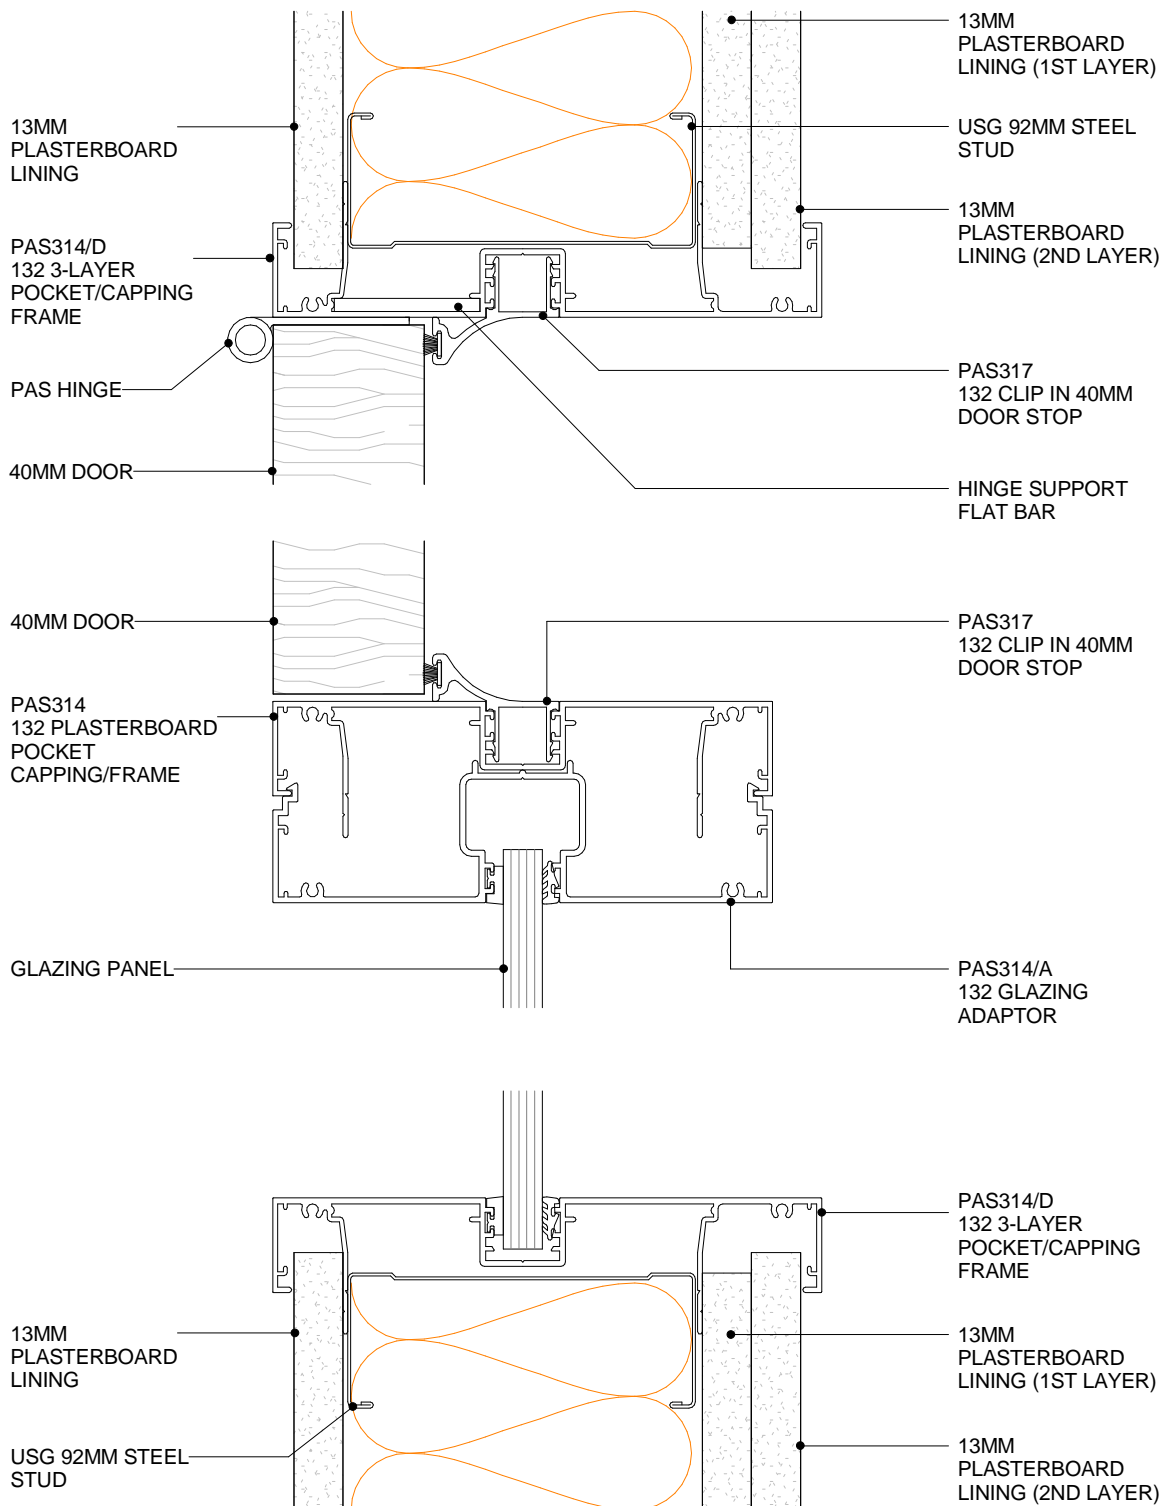 13MM
PLASTERBOARD
LINING (1ST LAYER)
13MM
PLASTERBOARD
LINING
USG 92MM STEEL
STUD
13MM
PLASTERBOARD
LINING (2ND LAYER)
PAS314/D
132 3-LAYER
POCKET/CAPPING
FRAME
PAS HINGE
PAS317
132 CLIP IN 40MM
DOOR STOP
40MM DOOR
HINGE SUPPORT
FLAT BAR
40MM DOOR
PAS317
132 CLIP IN 40MM
DOOR STOP
PAS314
132 PLASTERBOARD
POCKET
CAPPING/FRAME
GLAZING PANEL
PAS314/A
132 GLAZING
ADAPTOR
PAS314/D
132 3-LAYER
POCKET/CAPPING
FRAME
13MM
PLASTERBOARD
LINING
13MM
PLASTERBOARD
LINING (1ST LAYER)
USG 92MM STEEL
STUD
13MM
PLASTERBOARD
LINING (2ND LAYER)